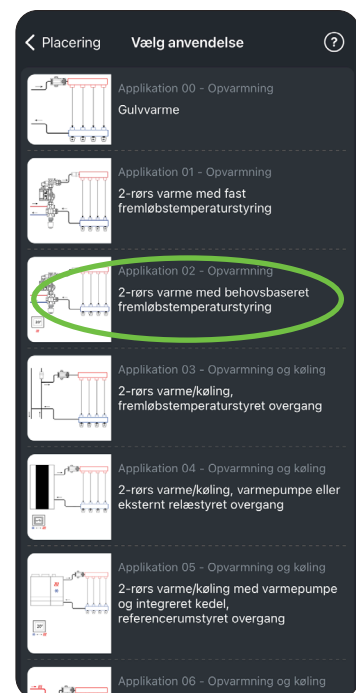 Placering
Vælg anvendelse
?
Applikation 00 - Opvarmning
Gulvvarme
Applikation 01 - Opvarmning
2-rørs varme med fast
fremløbstemperaturstyring
Applikation 02 - Opvarmning
2-rørs varme med behovsbaseret
fremløbstemperaturstyring
Applikation 03 - Opvarmning og køling
2-rørs varme/køling,
fremløbstemperaturstyret overgang
Applikation 04 - Opvarmning og køling
2-rørs varme/køling, varmepumpe eller
eksternt relæstyret overgang
Applikation 05 - Opvarmning og køling
2-rørs varme/køling med varmepumpe
og integreret kedel,
referencerumstyret overgang
Applikation 06 - Opvarmning og køling